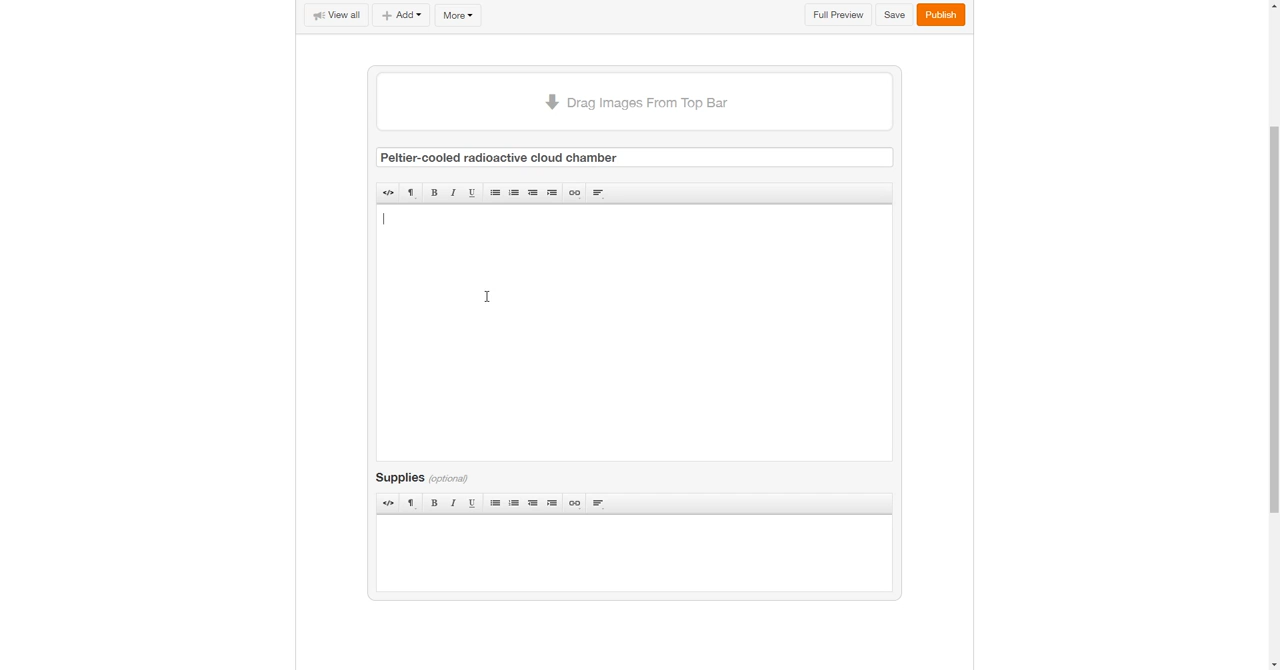 View all Add More Full Preview Save Publish
Drag Images From Top Bar
Peltier-cooled radioactive cloud chamber
</> ¶ B I U
Supplies (optional)
</> ¶ B I U